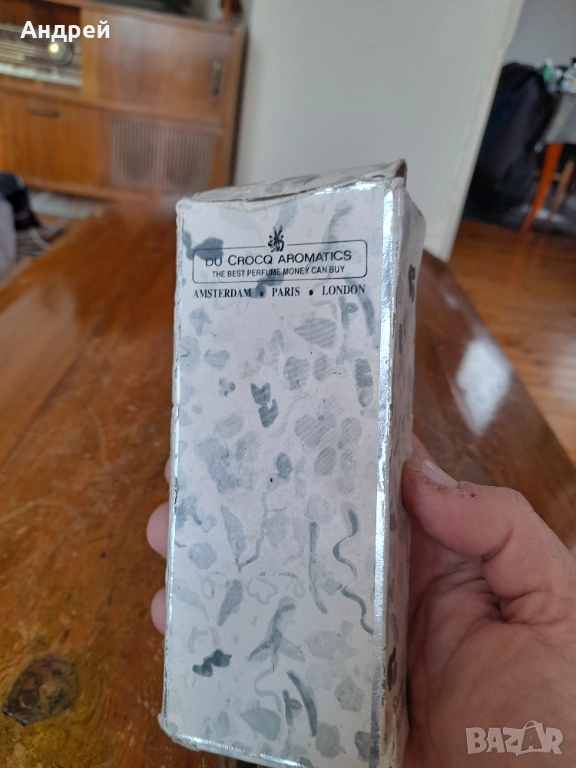 Андрей
DU CROCQ AROMATICS
THE BEST PERFUME MONEY CAN BUY
AMSTERDAM • PARIS • LONDON
BAZAR